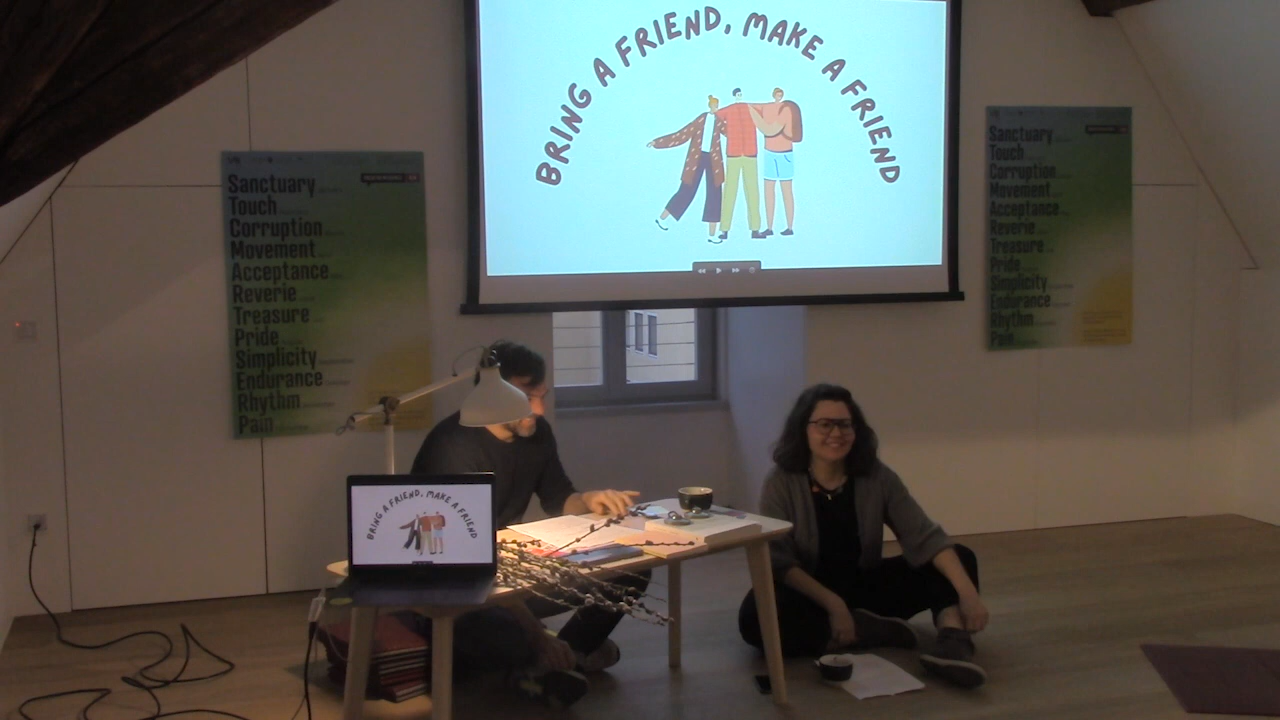 BRING A FRIEND, MAKE A FRIEND
Sanctuary
Touch
Corruption
Movement
Acceptance
Reverie
Treasure
Pride
Simplicity
Endurance
Rhythm
Pain
Sanctuary
Touch
Corruption
Movement
Acceptance
Reverie
Treasure
Pride
Simplicity
Endurance
Rhythm
Pain
BRING A FRIEND, MAKE A FRIEND